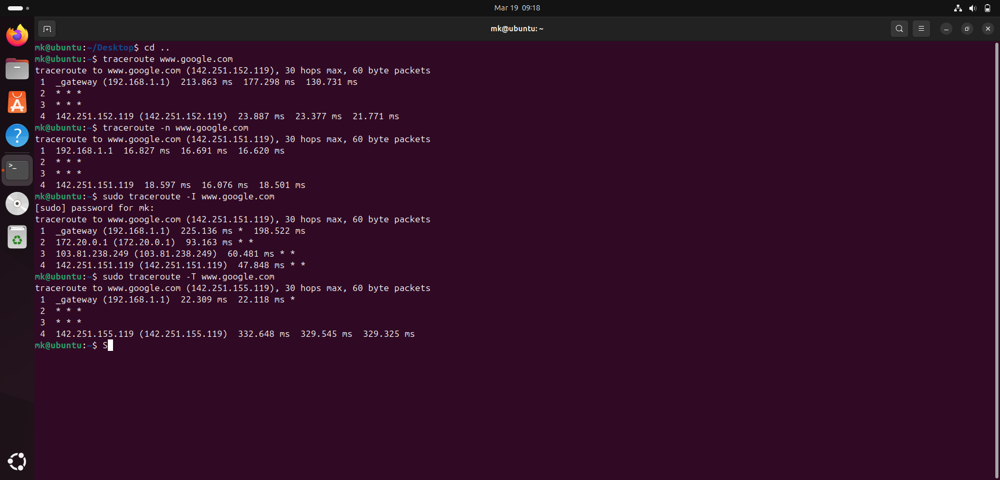 Mar 19 09:18
mk@ubuntu: ~
mk@ubuntu:~/Desktop$ cd ..
mk@ubuntu:~$ traceroute www.google.com
traceroute to www.google.com (142.251.152.119), 30 hops max, 60 byte packets
 1  _gateway (192.168.1.1)  213.863 ms  177.298 ms  130.731 ms
 2  * * *
 3  * * *
 4  142.251.152.119 (142.251.152.119)  23.887 ms  23.377 ms  21.771 ms
mk@ubuntu:~$ traceroute -n www.google.com
traceroute to www.google.com (142.251.151.119), 30 hops max, 60 byte packets
 1  192.168.1.1  16.827 ms  16.691 ms  16.620 ms
 2  * * *
 3  * * *
 4  142.251.151.119  18.597 ms  16.076 ms  18.501 ms
mk@ubuntu:~$ sudo traceroute -I www.google.com
[sudo] password for mk:
traceroute to www.google.com (142.251.151.119), 30 hops max, 60 byte packets
 1  _gateway (192.168.1.1)  225.136 ms *  198.522 ms
 2  172.20.0.1 (172.20.0.1)  93.163 ms * *
 3  103.81.238.249 (103.81.238.249)  60.481 ms * *
 4  142.251.151.119 (142.251.151.119)  47.848 ms * *
mk@ubuntu:~$ sudo traceroute -T www.google.com
traceroute to www.google.com (142.251.155.119), 30 hops max, 60 byte packets
 1  _gateway (192.168.1.1)  22.309 ms  22.118 ms *
 2  * * *
 3  * * *
 4  142.251.155.119 (142.251.155.119)  332.648 ms  329.545 ms  329.325 ms
mk@ubuntu:~$ S